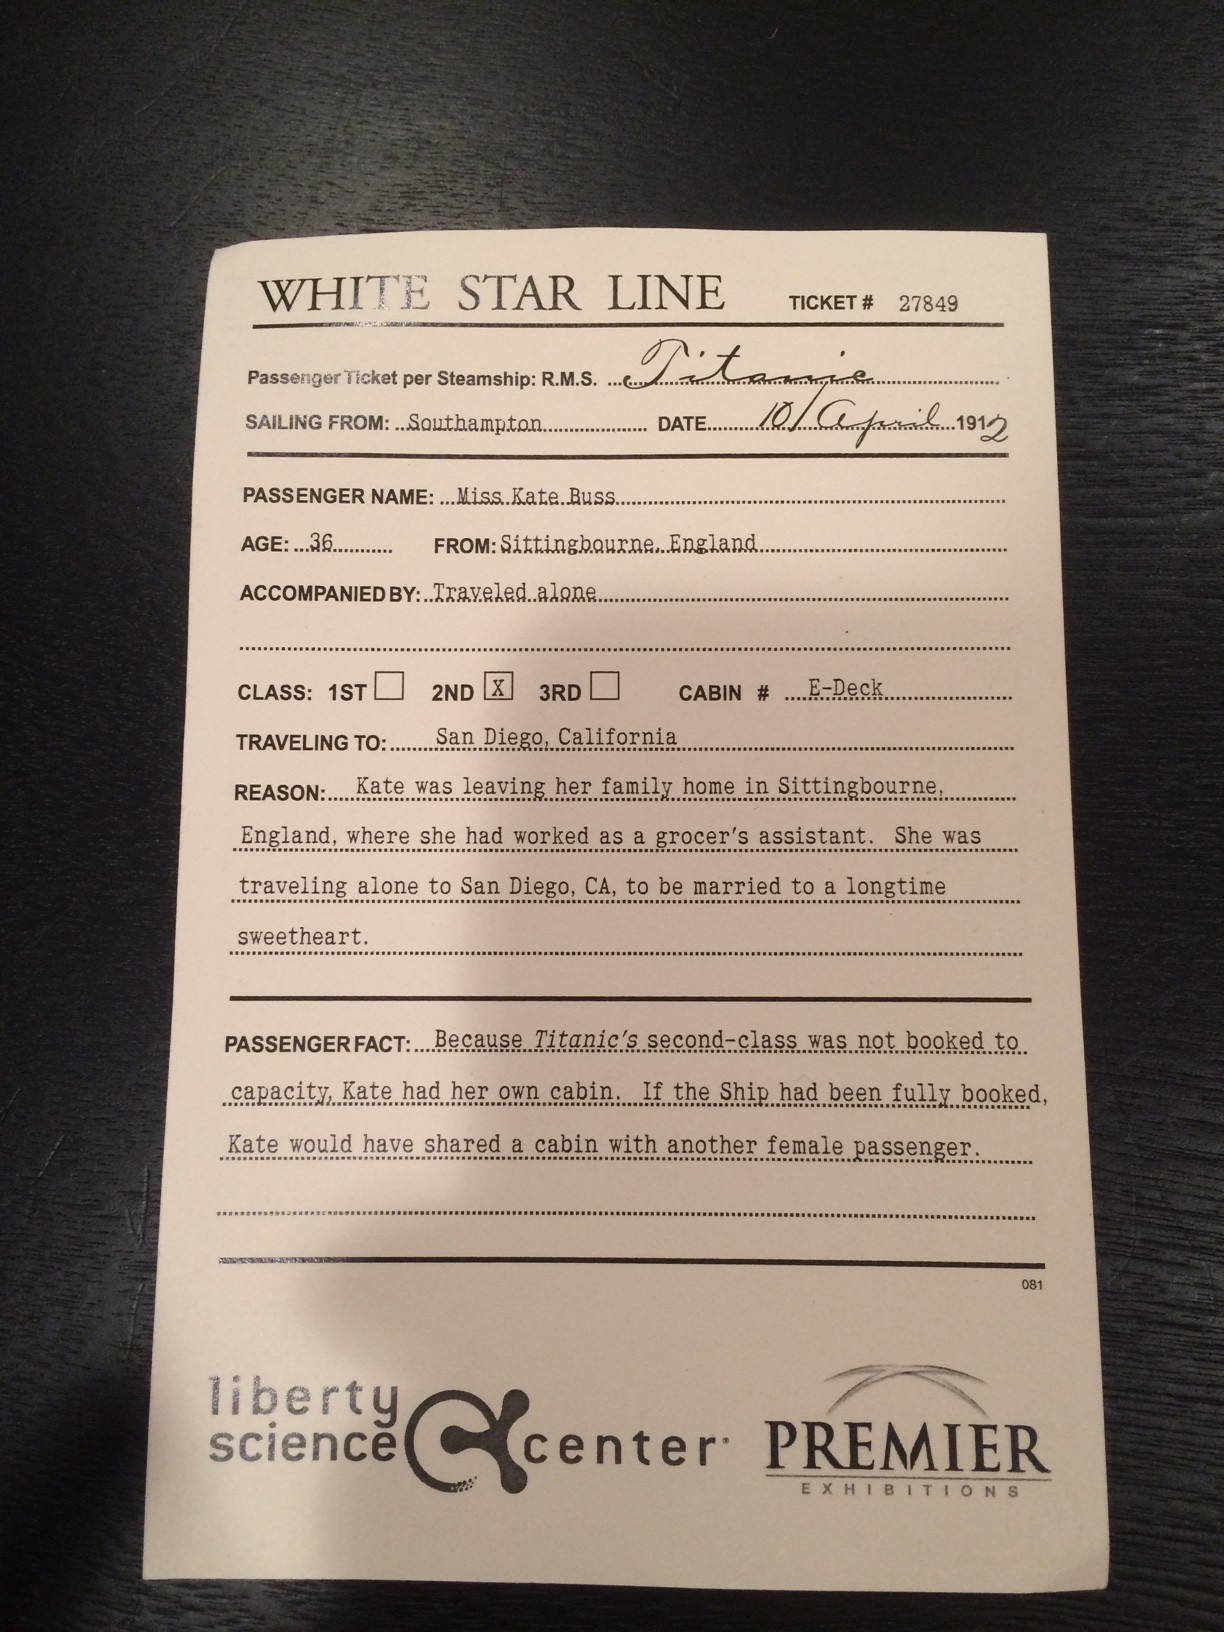 WHITE STAR LINE TICKET # 27849
Passenger Ticket per Steamship: R.M.S. Titanic
SAILING FROM: Southampton DATE 10/April 1912
PASSENGER NAME: Miss Kate Buss
AGE: 36 FROM: Sittingbourne, England
ACCOMPANIED BY: Traveled alone
CLASS: 1ST 2ND X 3RD CABIN # E-Deck
TRAVELING TO: San Diego, California
REASON: Kate was leaving her family home in Sittingbourne,
England, where she had worked as a grocer's assistant. She was
traveling alone to San Diego, CA, to be married to a longtime
sweetheart.
PASSENGER FACT: Because Titanic's second-class was not booked to
capacity, Kate had her own cabin. If the Ship had been fully booked,
Kate would have shared a cabin with another female passenger.
081
liberty
science center
PREMIER
EXHIBITIONS